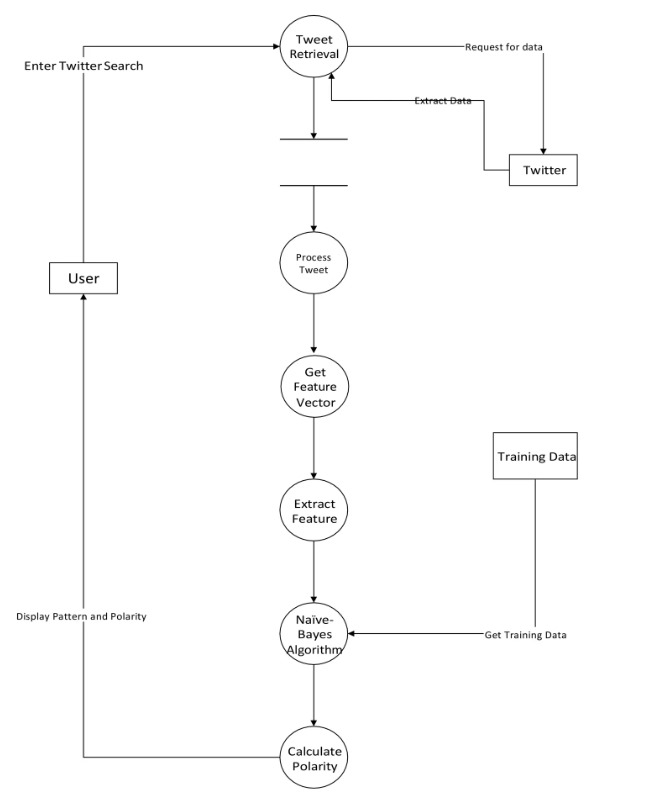 Tweet
Retrieval
Request for data
Enter Twitter Search
Extract Data
Twitter
Process
Tweet
User
Get
Feature
Vector
Training Data
Extract
Feature
Display Pattern and Polarity
Naïve-
Bayes
Algorithm
Get Training Data
Calculate
Polarity